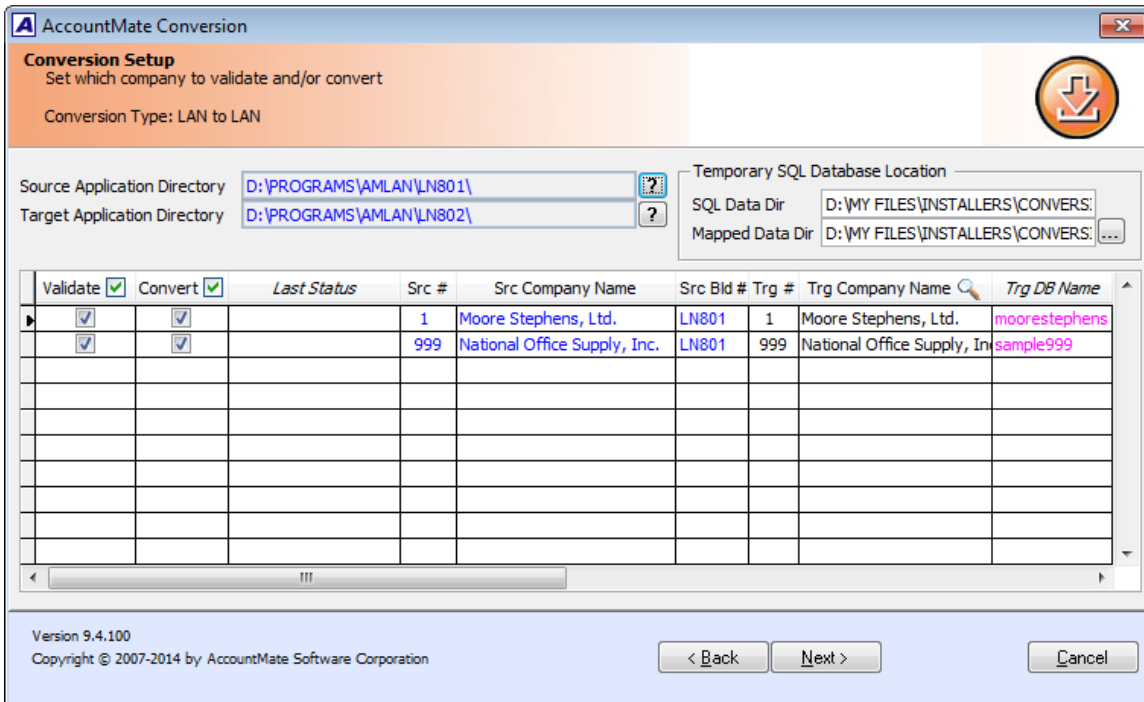 AccountMate Conversion
Conversion Setup
Set which company to validate and/or convert
Conversion Type: LAN to LAN
Source Application Directory D:\PROGRAMS\AMLAN\LN801\ ?
Target Application Directory D:\PROGRAMS\AMLAN\LN802\ ?
Temporary SQL Database Location
SQL Data Dir D:\MY FILES\INSTALLERS\CONVERS
Mapped Data Dir D:\MY FILES\INSTALLERS\CONVERS ...
Validate Convert Last Status Src # Src Company Name Src Bld # Trg # Trg Company Name Trg DB Name
1 Moore Stephens, Ltd. LN801 1 Moore Stephens, Ltd. moorestephens
999 National Office Supply, Inc. LN801 999 National Office Supply, In sample999
Version 9.4.100
Copyright © 2007-2014 by AccountMate Software Corporation
< Back Next > Cancel